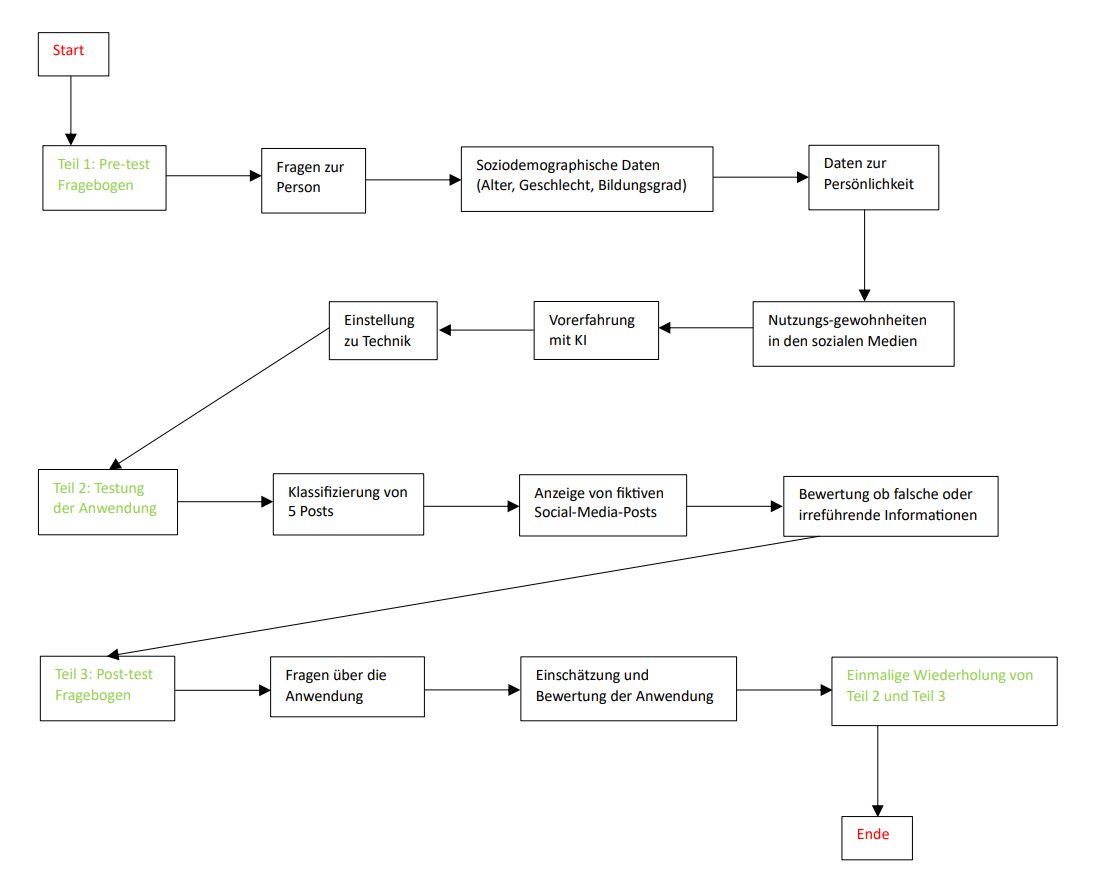 Start
Teil 1: Pre-test
Fragebogen
Fragen zur
Person
Soziodemographische Daten
(Alter, Geschlecht, Bildungsgrad)
Daten zur
Persönlichkeit
Nutzungs-gewohnheiten
in den sozialen Medien
Vorerfahrung
mit KI
Einstellung
zu Technik
Teil 2: Testung
der Anwendung
Klassifizierung von
5 Posts
Anzeige von fiktiven
Social-Media-Posts
Bewertung ob falsche oder
irreführende Informationen
Teil 3: Post-test
Fragebogen
Fragen über die
Anwendung
Einschätzung und
Bewertung der Anwendung
Einmalige Wiederholung von
Teil 2 und Teil 3
Ende